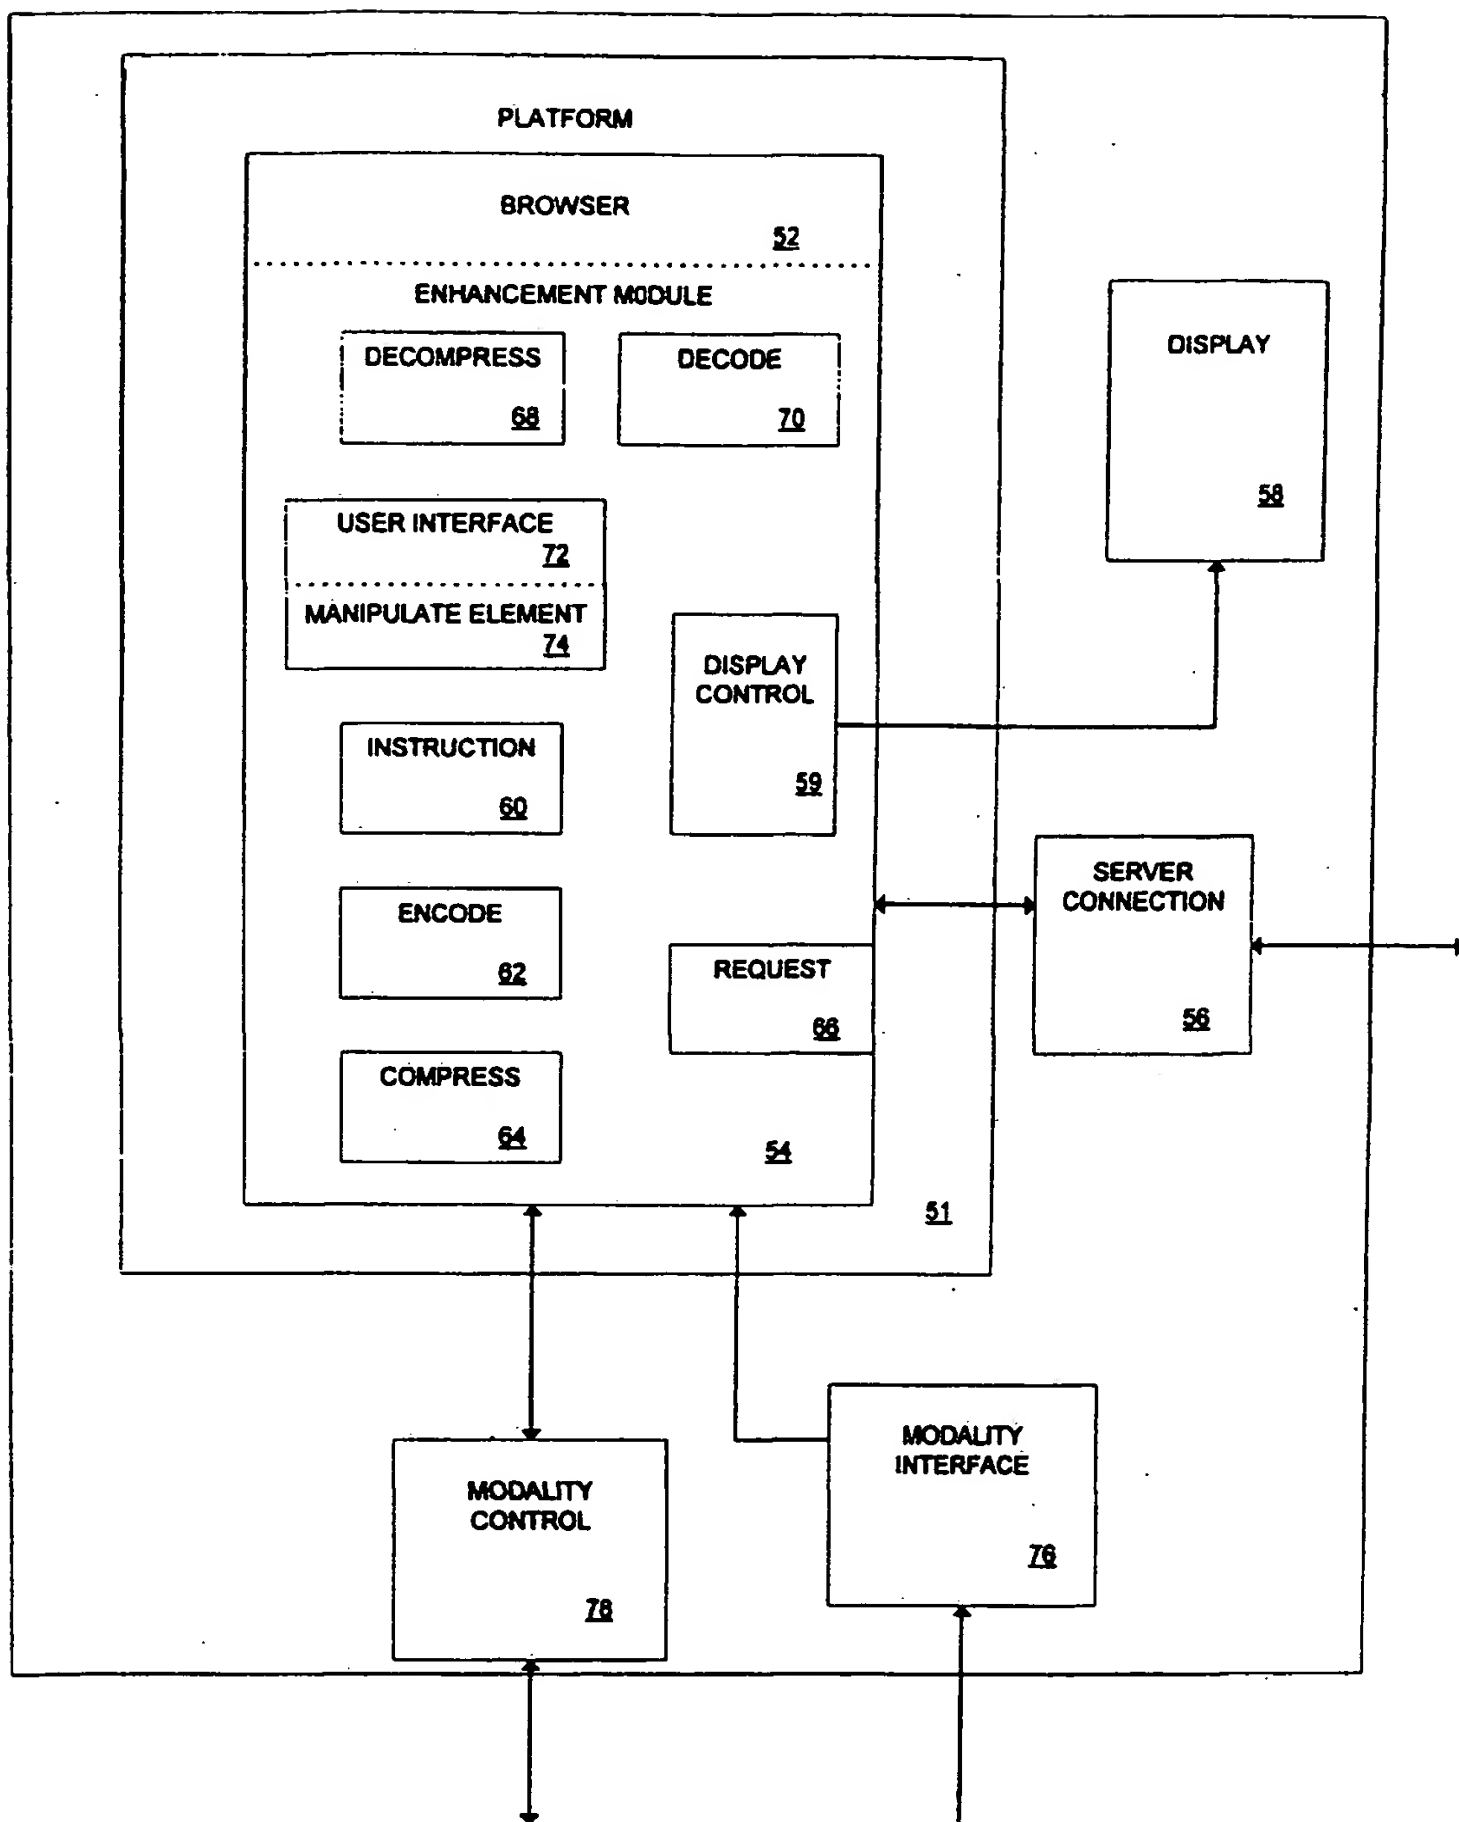 PLATFORM
BROWSER
52
ENHANCEMENT MODULE
DECOMPRESS
68
DECODE
70
DISPLAY
58
USER INTERFACE
72
MANIPULATE ELEMENT
74
DISPLAY
CONTROL
59
INSTRUCTION
60
SERVER
CONNECTION
56
ENCODE
62
REQUEST
66
COMPRESS
64
54
51
MODALITY
INTERFACE
76
MODALITY
CONTROL
78